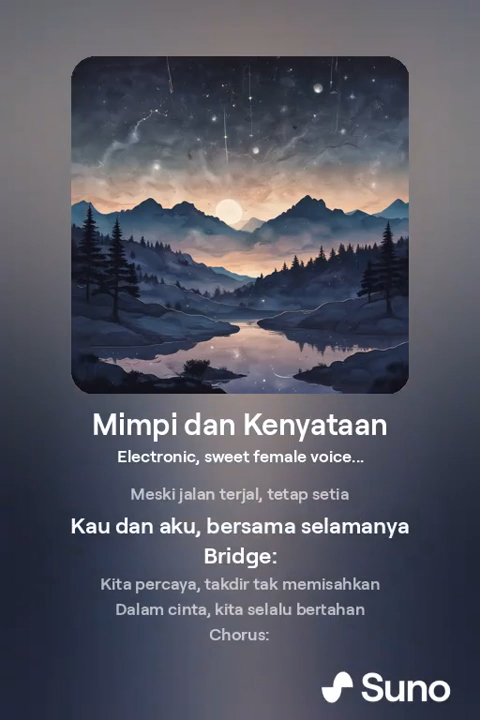 Mimpi dan Kenyataan
Electronic, sweet female voice...
Meski jalan terjal, tetap setia
Kau dan aku, bersama selamanya
Bridge:
Kita percaya, takdir tak memisahkan
Dalam cinta, kita selalu bertahan
Chorus:
Suno